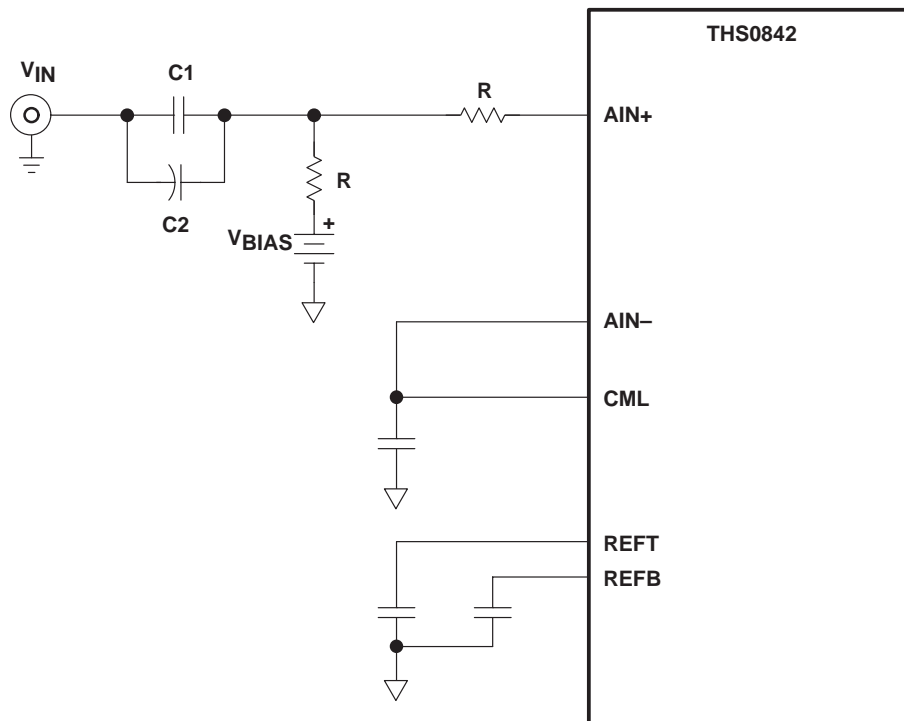 THS0842
VIN
C1
R
AIN+
R
C2
+
VBIAS
AIN–
CML
REFT
REFB